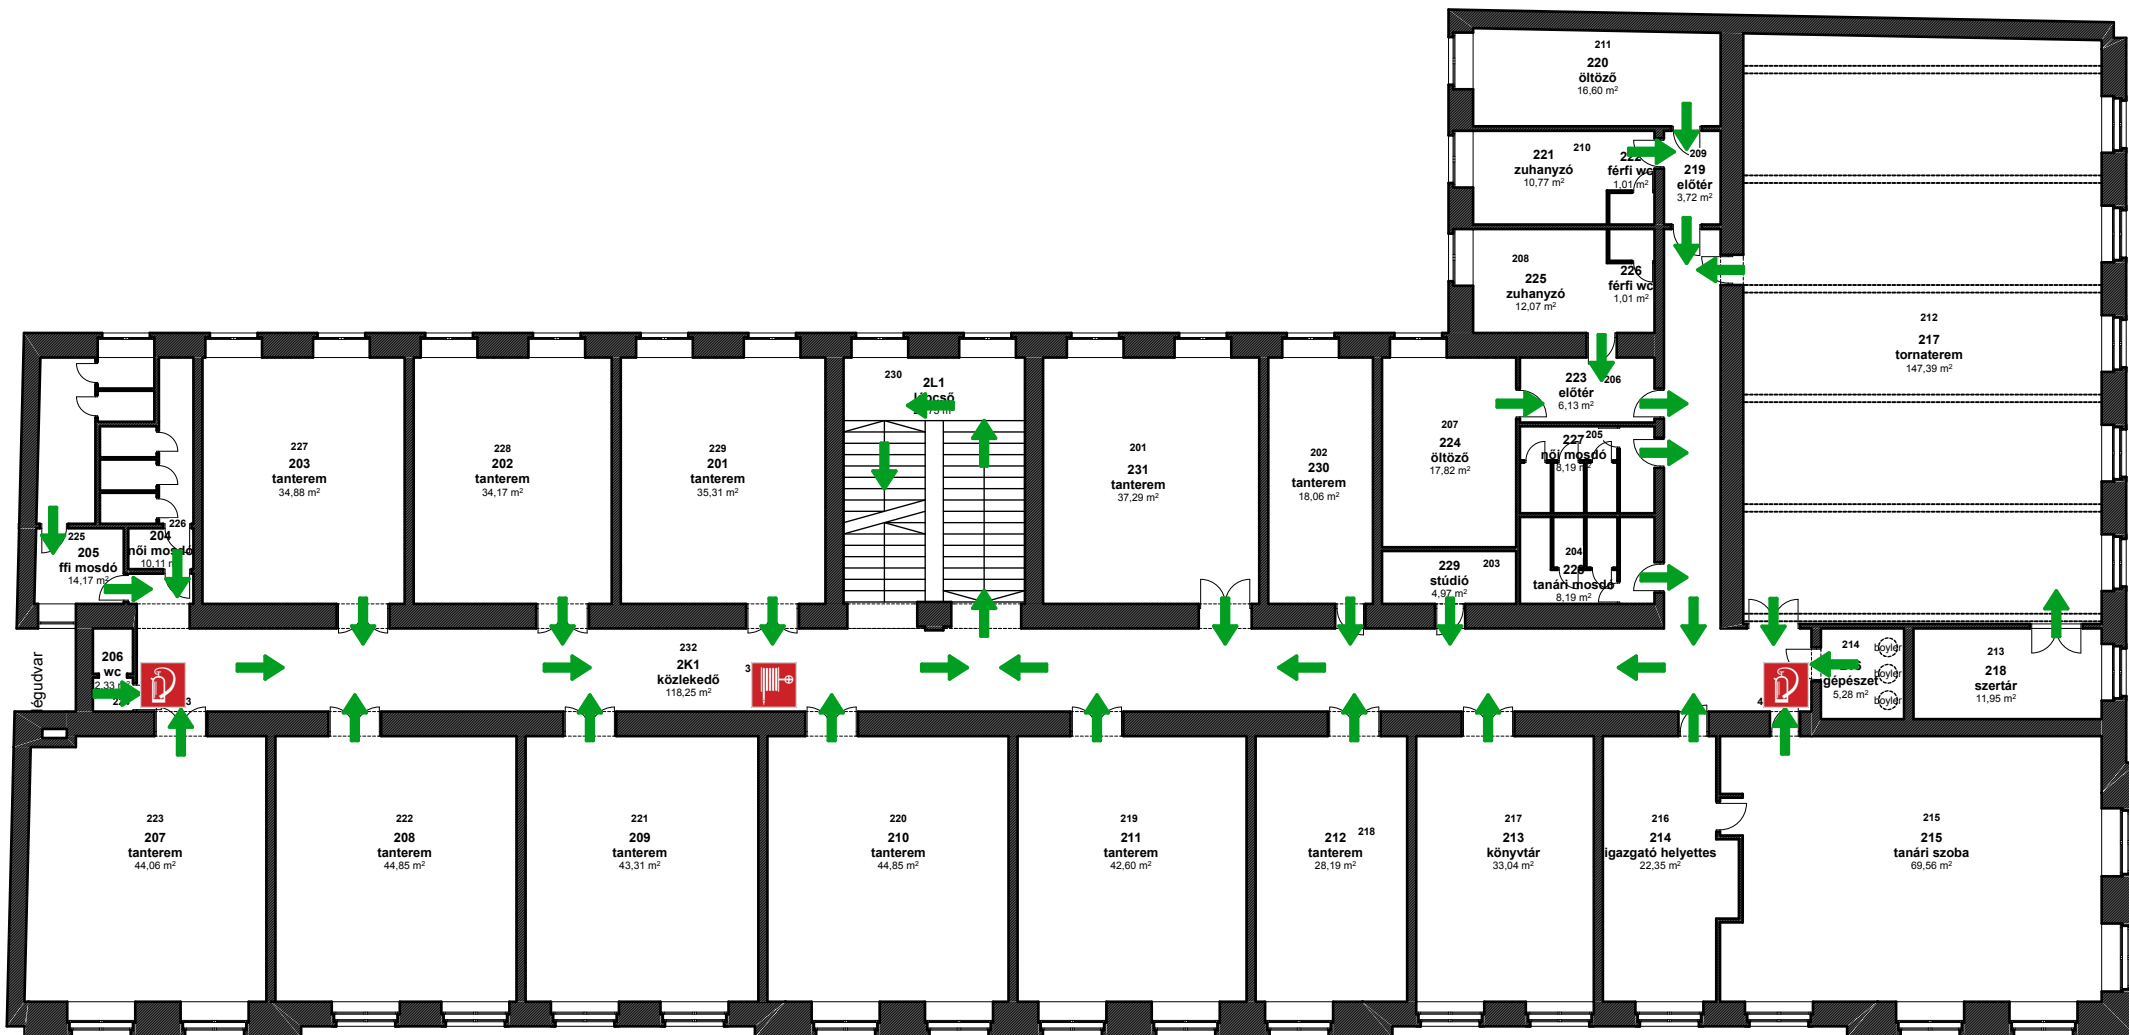 211
220
öltöző
16,60 m²
221
210
zuhanyzó
10,77 m²
férfi wc
1,01 m²
209
219
előtér
3,72 m²
208
225
zuhanyzó
12,07 m²
226
férfi wc
1,01 m²
212
217
tornaterem
147,39 m²
227
203
tanterem
34,88 m²
228
202
tanterem
34,17 m²
229
201
tanterem
35,31 m²
230
2L1
201
231
tanterem
37,29 m²
202
230
tanterem
18,06 m²
207
224
öltöző
17,82 m²
223
206
előtér
6,13 m²
227
205
női mosdó
8,19 m²
204
tanári mosdó
8,19 m²
229
203
stúdió
4,97 m²
225
205
ffi mosdó
14,17 m²
226
204
női mosdó
10,11 m²
206
wc
légudvar
3
232
2K1
közlekedő
118,25 m²
3
4
214
gépészet
5,28 m²
boyler
boyler
boyler
213
218
szertár
11,95 m²
223
207
tanterem
44,06 m²
222
208
tanterem
44,85 m²
221
209
tanterem
43,31 m²
220
210
tanterem
44,85 m²
219
211
tanterem
42,60 m²
212
218
tanterem
28,19 m²
217
213
könyvtár
33,04 m²
216
214
igazgató helyettes
22,35 m²
215
215
tanári szoba
69,56 m²